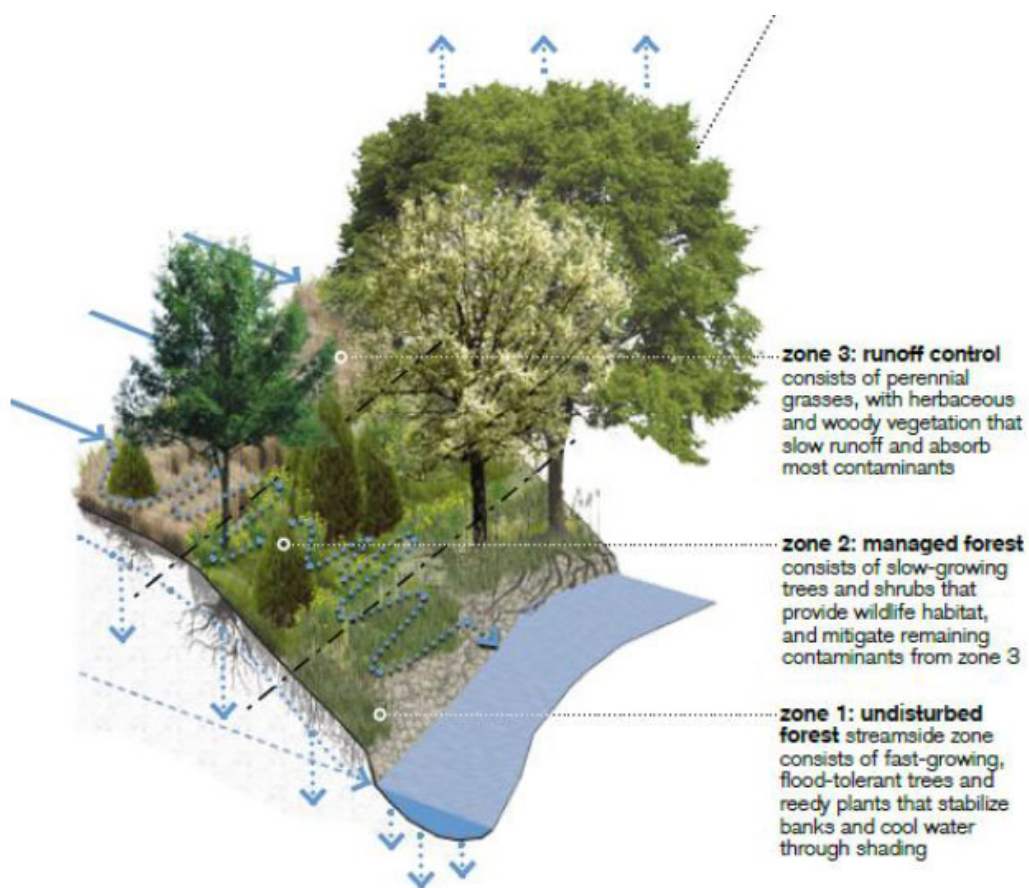 zone 3: runoff control
consists of perennial
grasses, with herbaceous
and woody vegetation that
slow runoff and absorb
most contaminants
zone 2: managed forest
consists of slow-growing
trees and shrubs that
provide wildlife habitat,
and mitigate remaining
contaminants from zone 3
zone 1: undisturbed
forest streamside zone
consists of fast-growing,
flood-tolerant trees and
reedy plants that stabilize
banks and cool water
through shading